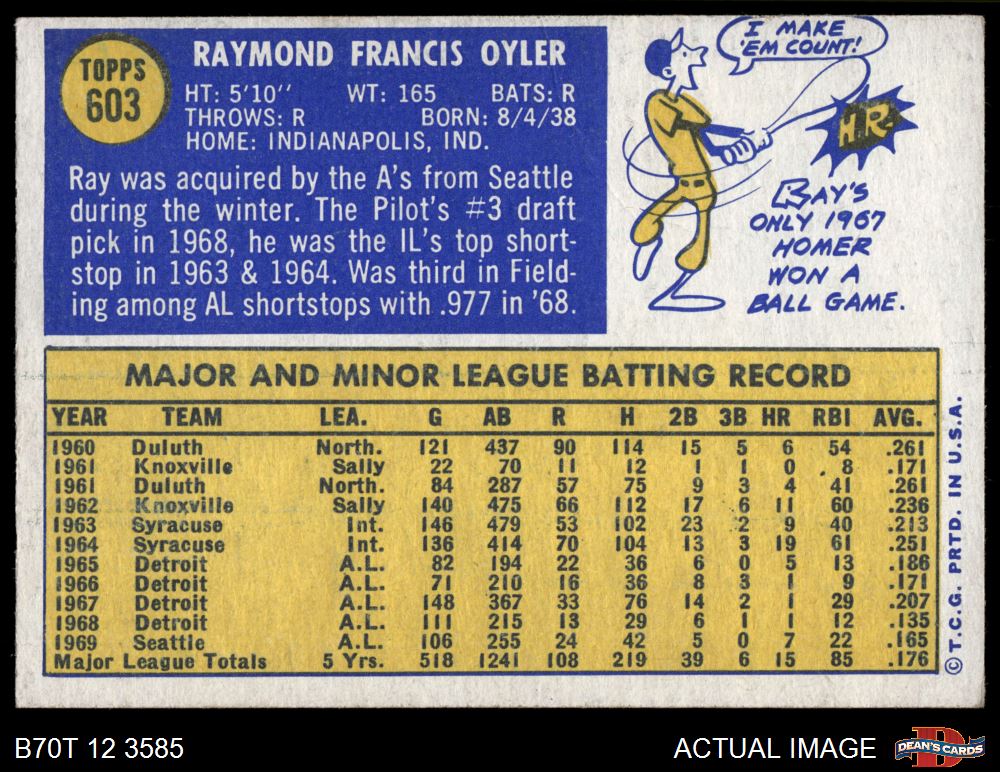 TOPPS
603
RAYMOND FRANCIS OYLER
HT: 5'10'' WT: 165 BATS: R
THROWS: R BORN: 8/4/38
HOME: INDIANAPOLIS, IND.
Ray was acquired by the A's from Seattle
during the winter. The Pilot's #3 draft
pick in 1968, he was the IL's top short-
stop in 1963 & 1964. Was third in Field-
ing among AL shortstops with .977 in '68.
I MAKE
'EM COUNT!
H.R.
RAY'S
ONLY 1967
HOMER
WON A
BALL GAME.
MAJOR AND MINOR LEAGUE BATTING RECORD
YEAR TEAM LEA. G AB R H 2B 3B HR RBI AVG.
1960 Duluth North. 121 437 90 114 15 5 6 54 .261
1961 Knoxville Sally 22 70 11 12 1 1 0 8 .171
1961 Duluth North. 84 287 57 75 9 3 4 41 .261
1962 Knoxville Sally 140 475 66 112 17 6 11 60 .236
1963 Syracuse Int. 146 479 53 102 23 2 9 40 .213
1964 Syracuse Int. 136 414 70 104 13 3 19 61 .251
1965 Detroit A.L. 82 194 22 36 6 0 5 13 .186
1966 Detroit A.L. 71 210 16 36 8 3 1 9 .171
1967 Detroit A.L. 148 367 33 76 14 2 1 29 .207
1968 Detroit A.L. 111 215 13 29 6 1 1 12 .135
1969 Seattle A.L. 106 255 24 42 5 0 7 22 .165
Major League Totals 5 Yrs. 518 1241 108 219 39 6 15 85 .176
© T.C.G. PRTD. IN U.S.A.
B70T 12 3585
ACTUAL IMAGE
DEAN'S CARDS